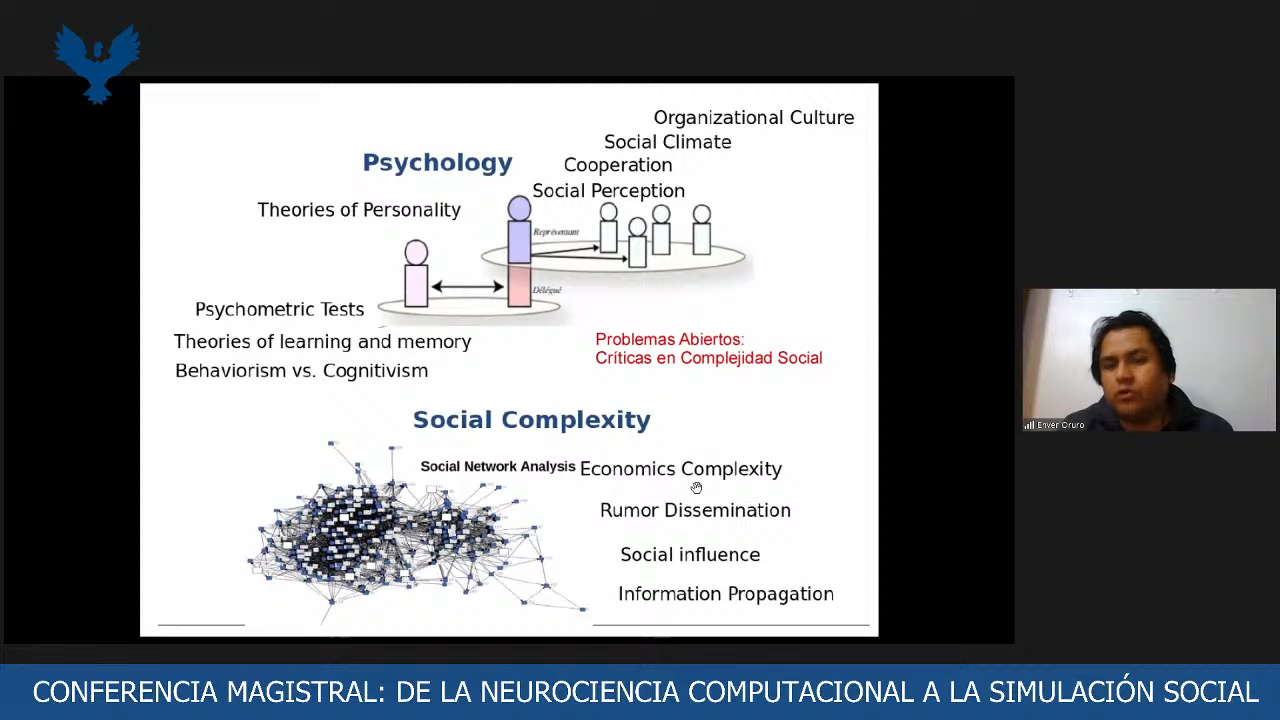 Organizational Culture
Social Climate
Psychology
Cooperation
Social Perception
Theories of Personality
Représentant
Délégué
Psychometric Tests
Theories of learning and memory
Problemas Abiertos:
Críticas en Complejidad Social
Behaviorism vs. Cognitivism
Social Complexity
Social Network Analysis
Economics Complexity
Rumor Dissemination
Social influence
Information Propagation
Enver Oruro
CONFERENCIA MAGISTRAL: DE LA NEUROCIENCIA COMPUTACIONAL A LA SIMULACIÓN SOCIAL